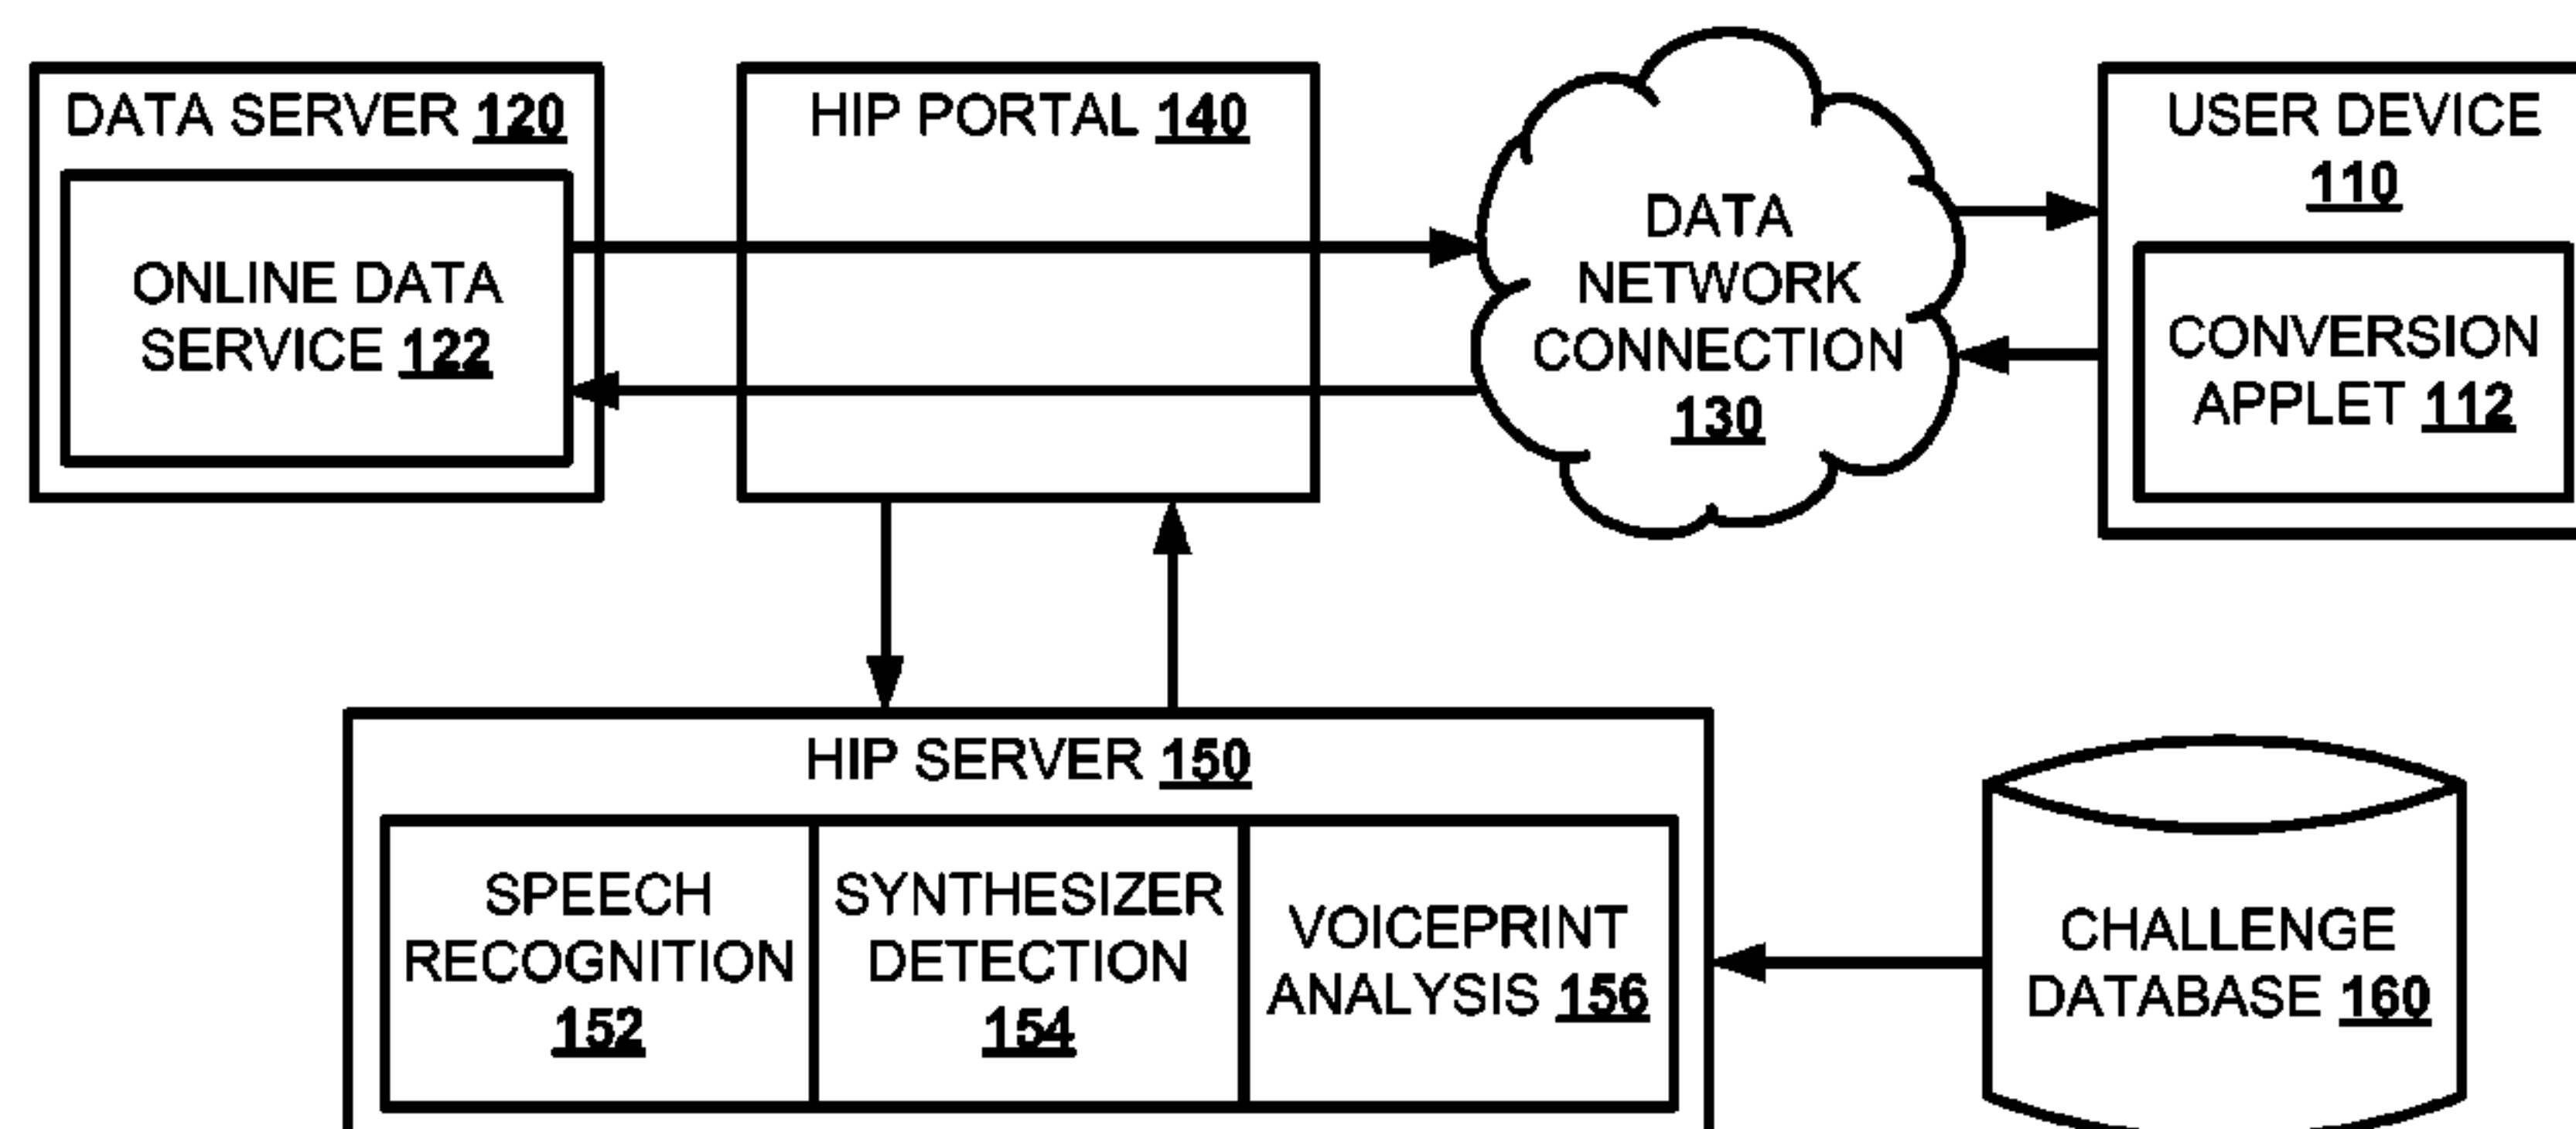 DATA SERVER 120
ONLINE DATA
SERVICE 122
HIP PORTAL 140
DATA
NETWORK
CONNECTION
130
USER DEVICE
110
CONVERSION
APPLET 112
HIP SERVER 150
SPEECH
RECOGNITION
152
SYNTHESIZER
DETECTION
154
VOICEPRINT
ANALYSIS 156
CHALLENGE
DATABASE 160